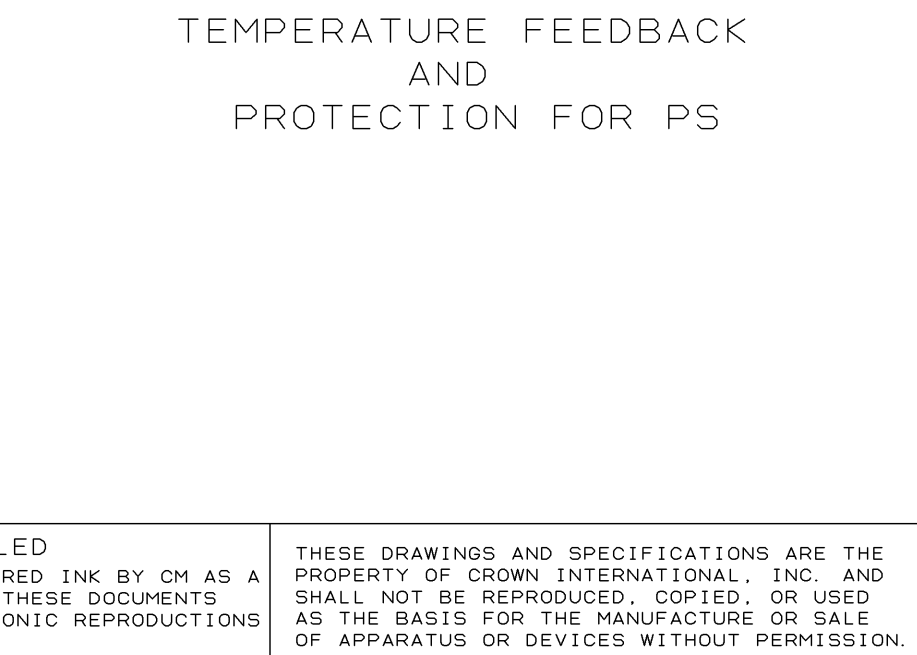 TEMPERATURE FEEDBACK
AND
PROTECTION FOR PS
LED
RED INK BY CM AS A
THESE DOCUMENTS
ONIC REPRODUCTIONS
THESE DRAWINGS AND SPECIFICATIONS ARE THE
PROPERTY OF CROWN INTERNATIONAL, INC. AND
SHALL NOT BE REPRODUCED, COPIED, OR USED
AS THE BASIS FOR THE MANUFACTURE OR SALE
OF APPARATUS OR DEVICES WITHOUT PERMISSION.